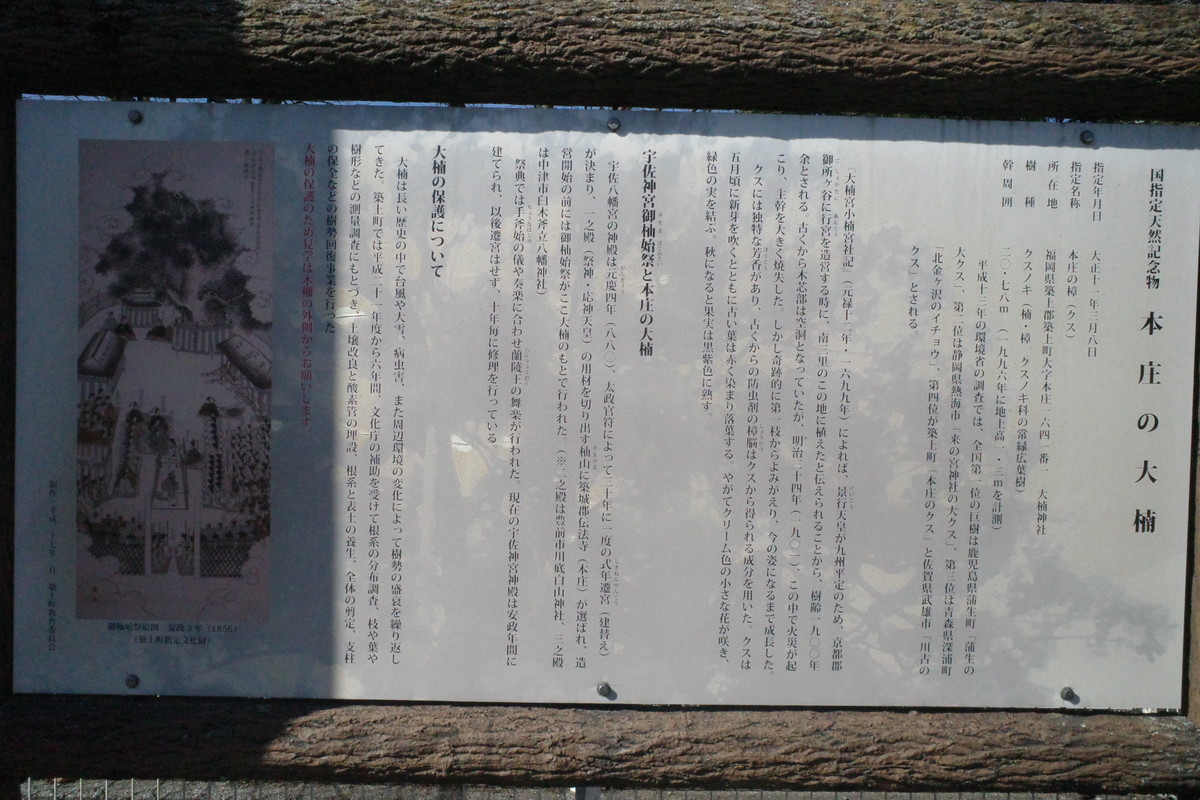 国指定天然記念物 本庄の大楠
指定年月日 大正十一年三月八日
指定名称 本庄の樟(クス)
所在地 福岡県築上郡築上町大字本庄一六四一番一 大楠神社
樹種 クスノキ(楠・樟 クスノキ科の常緑広葉樹)
幹周囲 二〇・七八m(一九九六年に地上高一・三mを計測)
平成十三年の環境省の調査では、全国第一位の巨樹は鹿児島県蒲生町「蒲生の
大クス」、第二位は静岡県熱海市「来の宮神社の大クス」、第三位は青森県深浦町
「北金ヶ沢のイチョウ」、第四位が築上町「本庄のクス」と佐賀県武雄市「川古の
クス」とされる。
『大楠宮小楠宮社記』(元禄十二年・一六九九年)によれば、景行天皇が九州平定のため、京都郡
御所ヶ谷に行宮を造営する時に、南三里のこの地に植えたと伝えられることから、樹齢一九〇〇年
余とされる。古くから木芯部は空洞となっていたが、明治三十四年(一九〇一)、この中で火災が起
こり、主幹を大きく焼失した。しかし奇跡的に第一枝からよみがえり、今の姿になるまで成長した。
クスには独特な芳香があり、古くからの防虫剤の樟脳はクスから得られる成分を用いた。クスは
五月頃に新芽を吹くとともに古い葉は赤く染まり落葉する。やがてクリーム色の小さな花が咲き、
緑色の実を結ぶ。秋になると果実は黒紫色に熟す。
宇佐神宮御杣始祭と本庄の大楠
宇佐八幡宮の神殿は元慶四年(八八〇)、太政官符によって三十年に一度の式年遷宮(建替え)
が決まり、一之殿(祭神・応神天皇)の用材を切り出す杣山に築城郡伝法寺(本庄)が選ばれ、造
営開始の前には御杣始祭がここ大楠のもとで行われた。(※二之殿は豊前市川底白山神社、三之殿
は中津市臼木斧立八幡神社)
祭典では手斧始の儀や奏楽に合わせ蘭陵王の舞楽が行われた。現在の宇佐神宮神殿は安政年間に
建てられ、以後遷宮はせず、十年毎に修理を行っている。
大楠の保護について
大楠は長い歴史の中で台風や大雪、病虫害、また周辺環境の変化によって樹勢の盛衰を繰り返し
てきた。築上町では平成二十一年度から六年間、文化庁の補助を受けて根系の分布調査、枝や葉や
樹形などの測量調査にもとづき、土壌改良と酸素管の埋設、根系と表土の養生、全体の剪定、支柱
の保全などの樹勢回復事業を行った
大楠の保護のため見学は木柵の外側からお願いします
御杣始祭絵図 安政3年(1856)
(築上町指定文化財)
築上町教育委員会